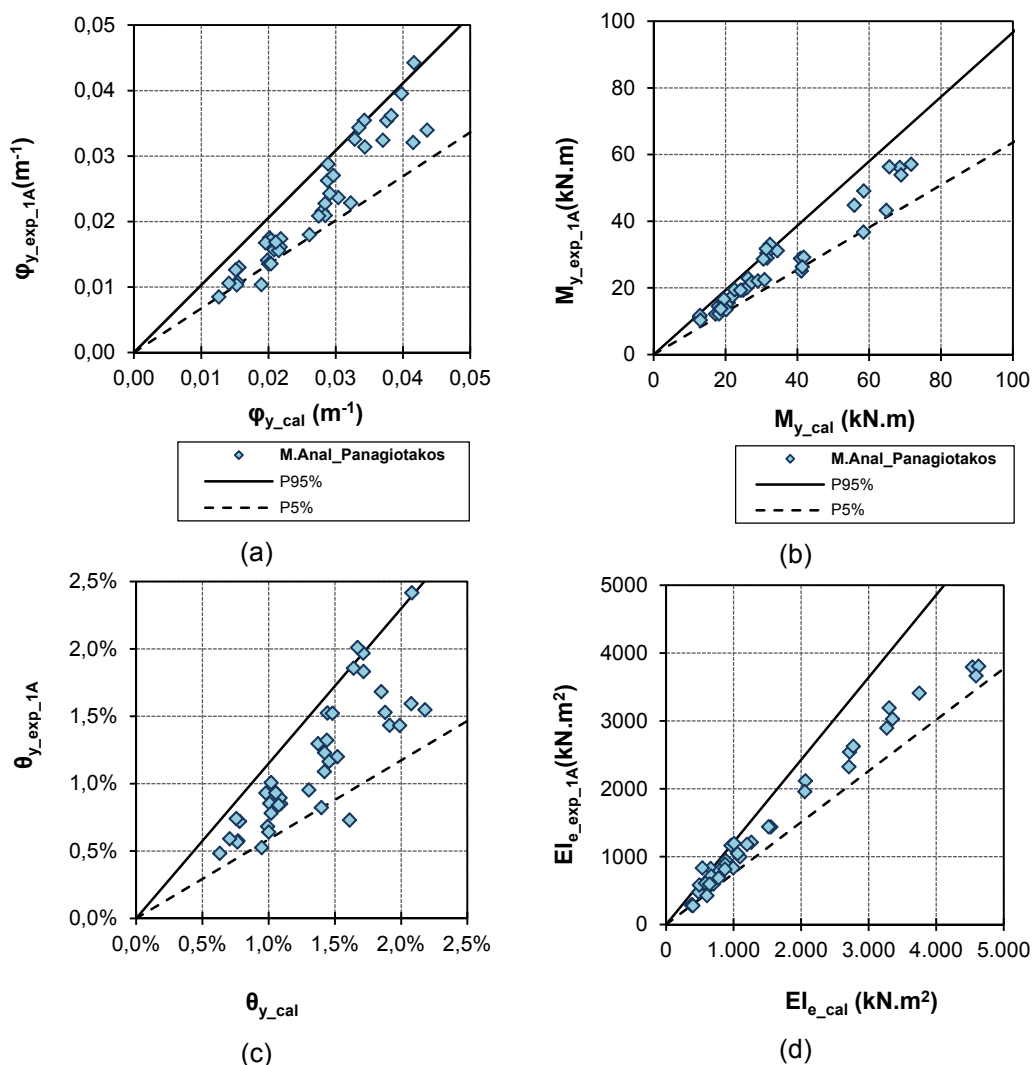 0,05
0,04
0,03
0,02
0,01
0,00
φy_exp_1A(m-1)
0,00 0,01 0,02 0,03 0,04 0,05
φy_cal (m-1)
M.Anal_Panagiotakos
P95%
P5%
(a)
100
80
60
40
20
0
My_exp_1A(kN.m)
0 20 40 60 80 100
My_cal (kN.m)
M.Anal_Panagiotakos
P95%
P5%
(b)
2,5%
2,0%
1,5%
1,0%
0,5%
0,0%
θy_exp_1A
0,0% 0,5% 1,0% 1,5% 2,0% 2,5%
θy_cal
(c)
5000
4000
3000
2000
1000
0
EIe_exp_1A(kN.m2)
0 1.000 2.000 3.000 4.000 5.000
EIe_cal (kN.m2)
(d)